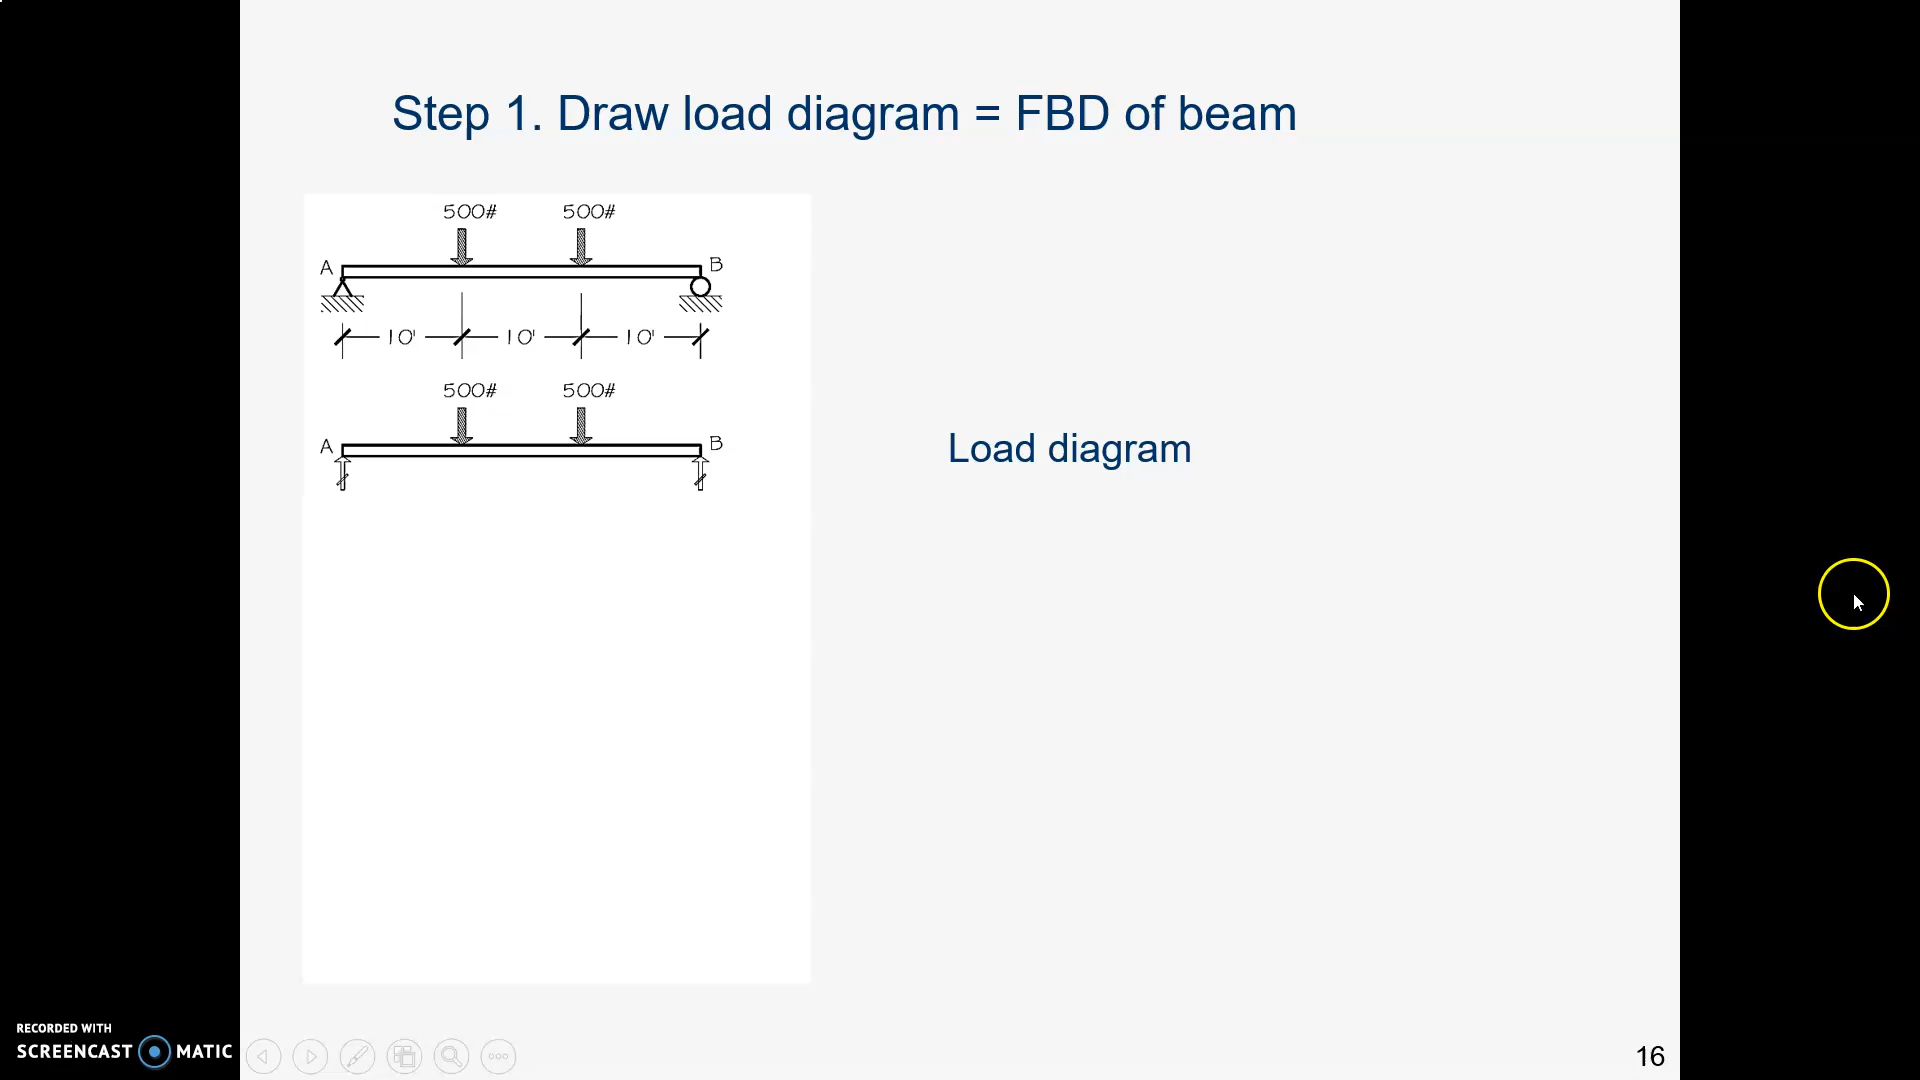 Step 1. Draw load diagram = FBD of beam
500# 500#
A B
10' 10' 10'
500# 500#
A B
Load diagram
RECORDED WITH
SCREENCAST MATIC
16